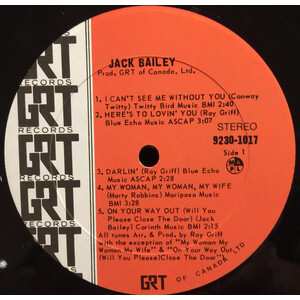 JACK BAILEY
Prod. GRT of Canada, Ltd.
1. I CAN'T SEE ME WITHOUT YOU (Conway
Twitty) Twitty Bird Music BMI 2:40
2. HERE'S TO LOVIN' YOU (Ray Griff)
Blue Echo Music ASCAP 3:07
STEREO
9230-1017
Side 1
3. DARLIN' (Ray Griff) Blue Echo
Music ASCAP 2:28
4. MY WOMAN, MY WOMAN, MY WIFE
(Marty Robbins) Mariposa Music
BMI 3:28
5. ON YOUR WAY OUT (Will You
Please Close The Door) (Jack
Bailey) Corinth Music BMI 2:15
All tunes Arr. & Prod. by Ray Griff
with the exception of "My Woman My
Woman My Wife" & "On Your Way Out
(Will You Please)Close The Door".
GRT OF CANADA LTD
RECORDS
GRT
RECORDS
GRT
RECORDS
GRT
RECORDS
GRT
RECORDS
GRT